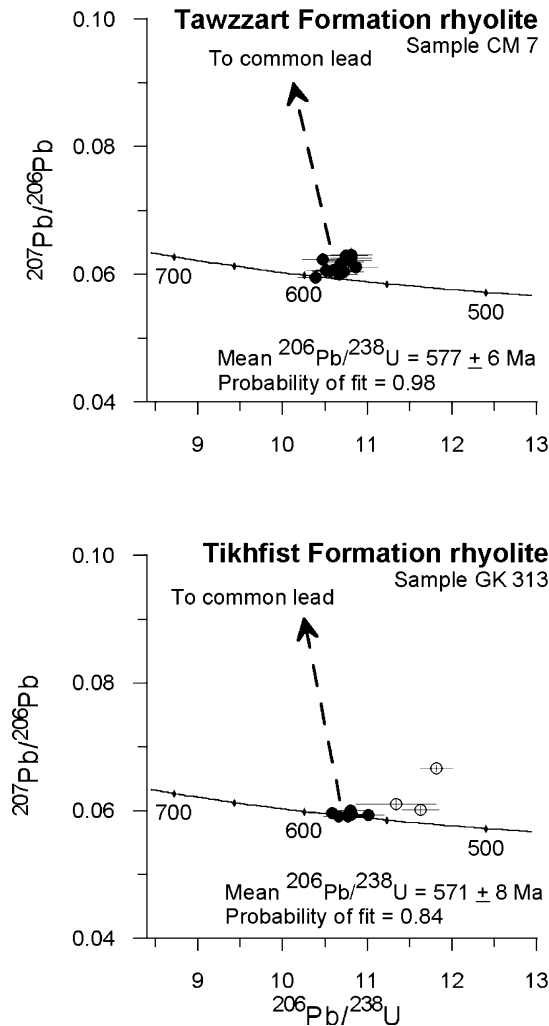 Tawzzart Formation rhyolite
Sample CM 7
To common lead
0.10
0.08
0.06
0.04
207Pb/206Pb
700
600
500
Mean 206Pb/238U = 577 ± 6 Ma
Probability of fit = 0.98
9 10 11 12 13
Tikhfist Formation rhyolite
Sample GK 313
To common lead
0.10
0.08
0.06
0.04
207Pb/206Pb
700
600
500
Mean 206Pb/238U = 571 ± 8 Ma
Probability of fit = 0.84
9 10 11 12 13
206Pb/238U